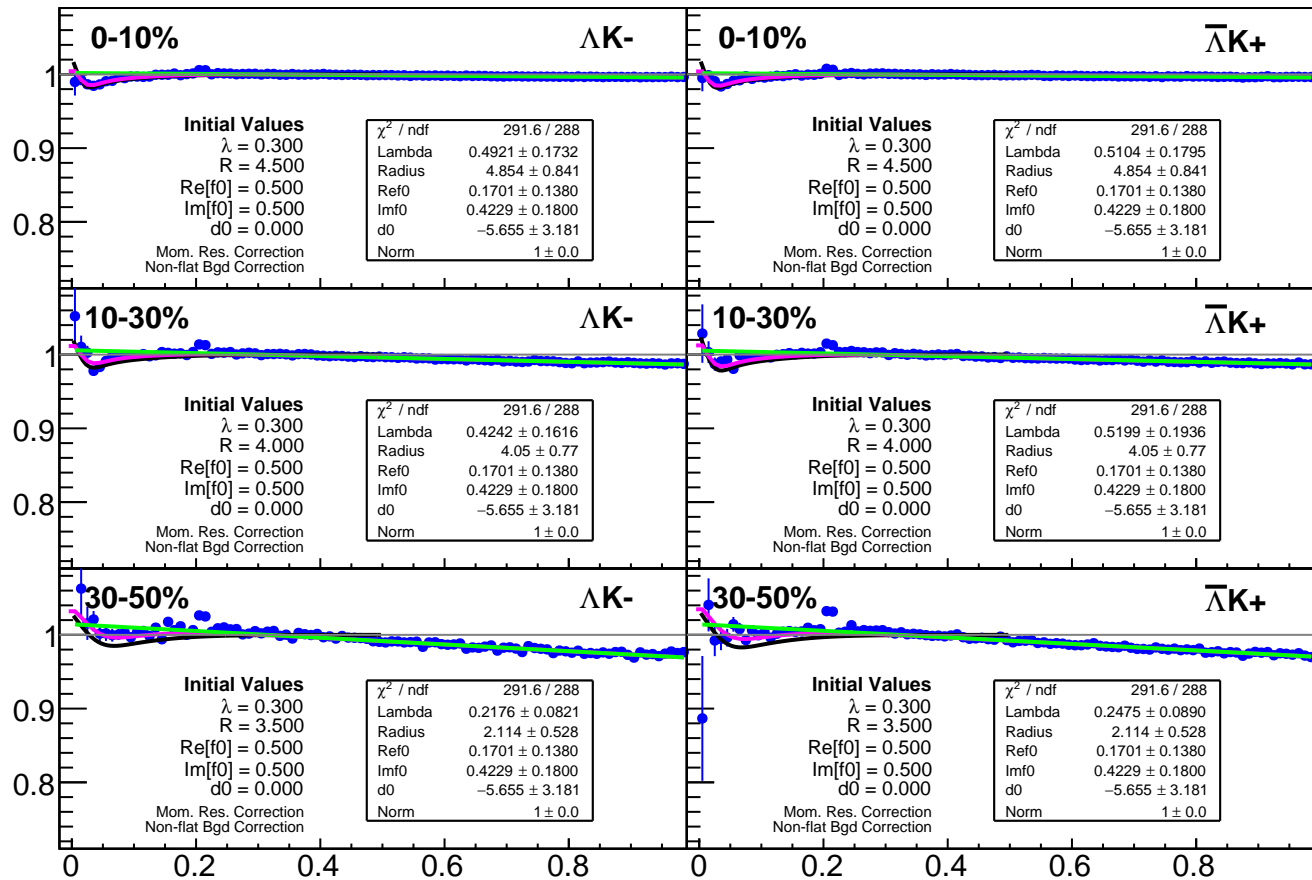 0-10%
ΛK-
1
0.9
0.8
Initial Values
λ = 0.300
R = 4.500
Re[f0] = 0.500
Im[f0] = 0.500
d0 = 0.000
Mom. Res. Correction
Non-flat Bgd Correction
χ² / ndf 291.6 / 288
Lambda 0.4921 ± 0.1732
Radius 4.854 ± 0.841
Ref0 0.1701 ± 0.1380
Imf0 0.4229 ± 0.1800
d0 −5.655 ± 3.181
Norm 1 ± 0.0
0-10%
Λ̅K+
Initial Values
λ = 0.300
R = 4.500
Re[f0] = 0.500
Im[f0] = 0.500
d0 = 0.000
Mom. Res. Correction
Non-flat Bgd Correction
χ² / ndf 291.6 / 288
Lambda 0.5104 ± 0.1795
Radius 4.854 ± 0.841
Ref0 0.1701 ± 0.1380
Imf0 0.4229 ± 0.1800
d0 −5.655 ± 3.181
Norm 1 ± 0.0
10-30%
ΛK-
1
0.9
0.8
Initial Values
λ = 0.300
R = 4.000
Re[f0] = 0.500
Im[f0] = 0.500
d0 = 0.000
Mom. Res. Correction
Non-flat Bgd Correction
χ² / ndf 291.6 / 288
Lambda 0.4242 ± 0.1616
Radius 4.05 ± 0.77
Ref0 0.1701 ± 0.1380
Imf0 0.4229 ± 0.1800
d0 −5.655 ± 3.181
Norm 1 ± 0.0
10-30%
Λ̅K+
Initial Values
λ = 0.300
R = 4.000
Re[f0] = 0.500
Im[f0] = 0.500
d0 = 0.000
Mom. Res. Correction
Non-flat Bgd Correction
χ² / ndf 291.6 / 288
Lambda 0.5199 ± 0.1936
Radius 4.05 ± 0.77
Ref0 0.1701 ± 0.1380
Imf0 0.4229 ± 0.1800
d0 −5.655 ± 3.181
Norm 1 ± 0.0
30-50%
ΛK-
1
0.9
0.8
Initial Values
λ = 0.300
R = 3.500
Re[f0] = 0.500
Im[f0] = 0.500
d0 = 0.000
Mom. Res. Correction
Non-flat Bgd Correction
χ² / ndf 291.6 / 288
Lambda 0.2176 ± 0.0821
Radius 2.114 ± 0.528
Ref0 0.1701 ± 0.1380
Imf0 0.4229 ± 0.1800
d0 −5.655 ± 3.181
Norm 1 ± 0.0
30-50%
Λ̅K+
Initial Values
λ = 0.300
R = 3.500
Re[f0] = 0.500
Im[f0] = 0.500
d0 = 0.000
Mom. Res. Correction
Non-flat Bgd Correction
χ² / ndf 291.6 / 288
Lambda 0.2475 ± 0.0890
Radius 2.114 ± 0.528
Ref0 0.1701 ± 0.1380
Imf0 0.4229 ± 0.1800
d0 −5.655 ± 3.181
Norm 1 ± 0.0
0 0.2 0.4 0.6 0.8
0 0.2 0.4 0.6 0.8